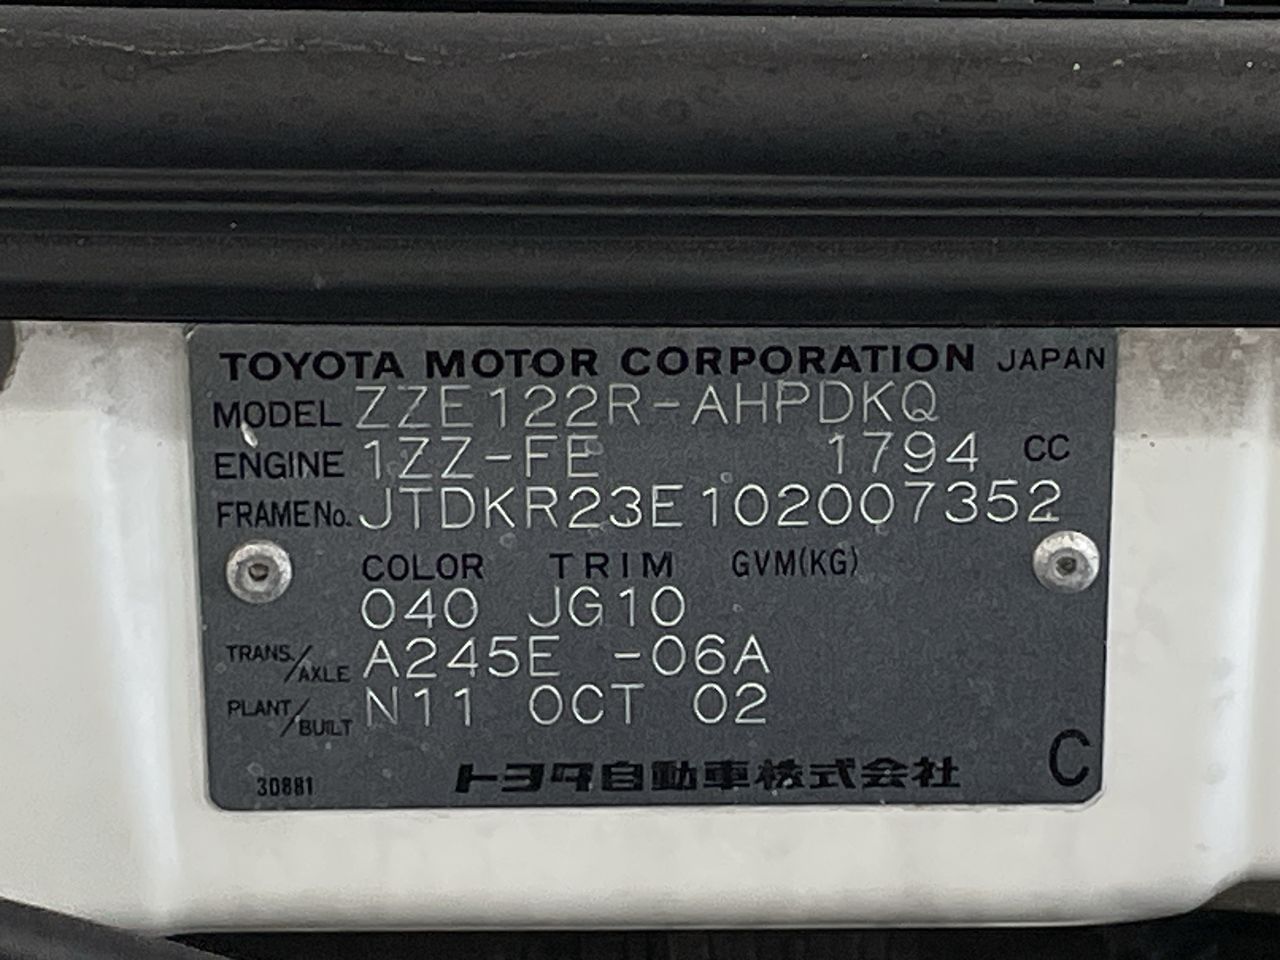 TOYOTA MOTOR CORPORATION JAPAN
MODEL ZZE122R-AHPDKQ
ENGINE 1ZZ-FE 1794 CC
FRAME No. JTDKR23E102007352
COLOR TRIM GVM(KG)
040 JG10
TRANS./AXLE A245E -06A
PLANT/BUILT N11 OCT 02
30881 トヨタ自動車株式会社 C